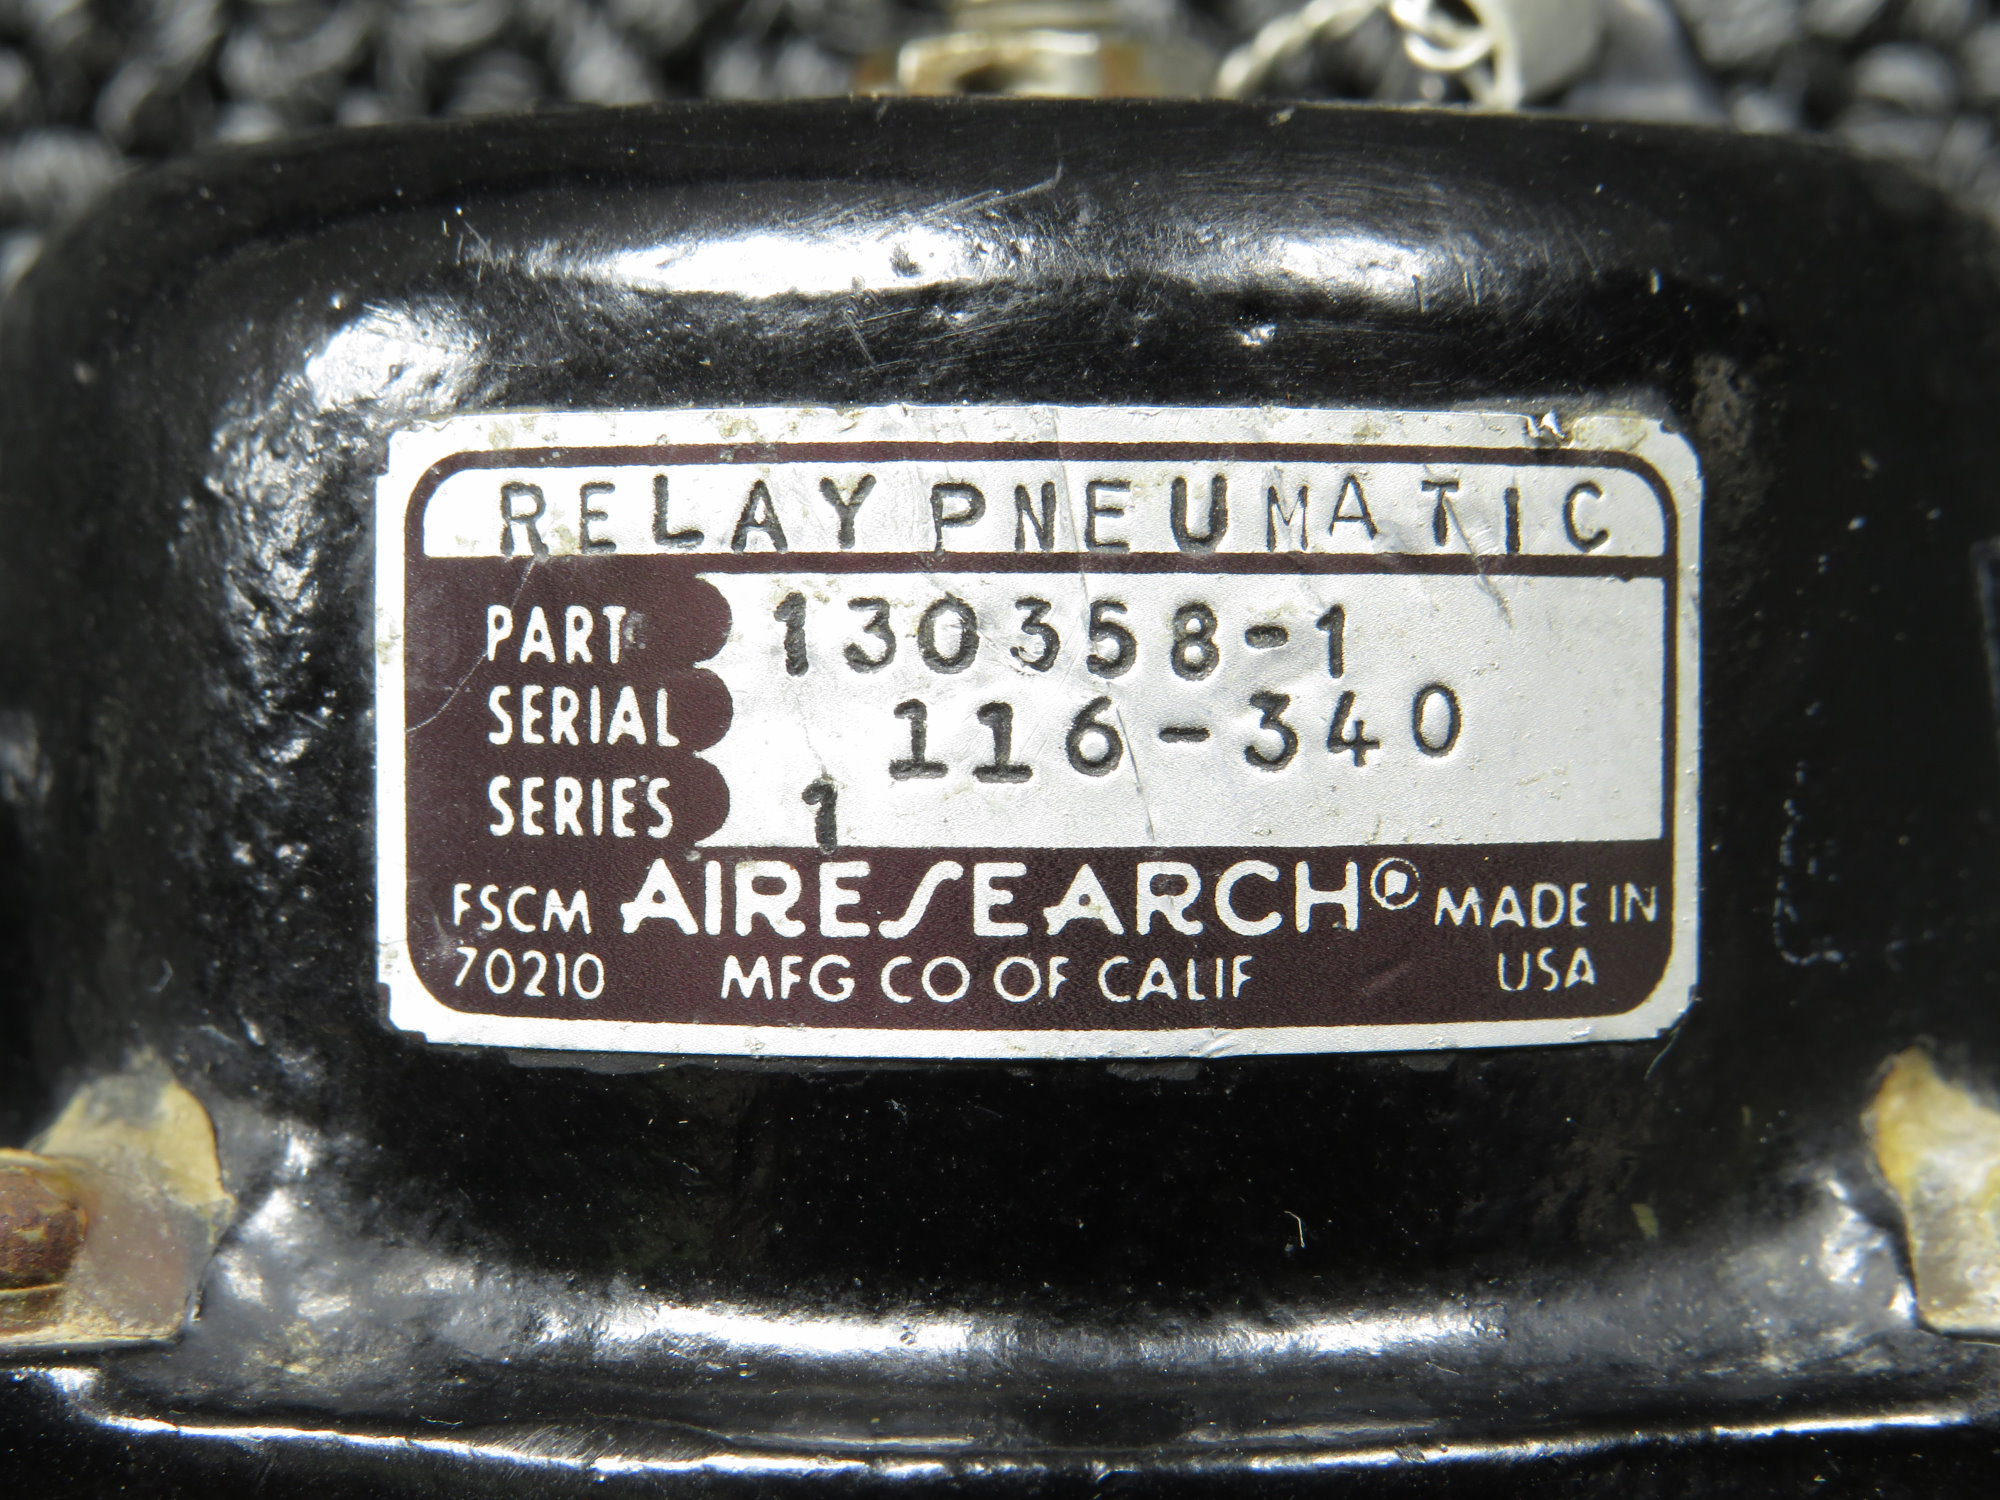 RELAY PNEUMATIC
PART 130358-1
SERIAL 116-340
SERIES 1
FSCM 70210
AIRESEARCH®
MFG CO OF CALIF
MADE IN USA